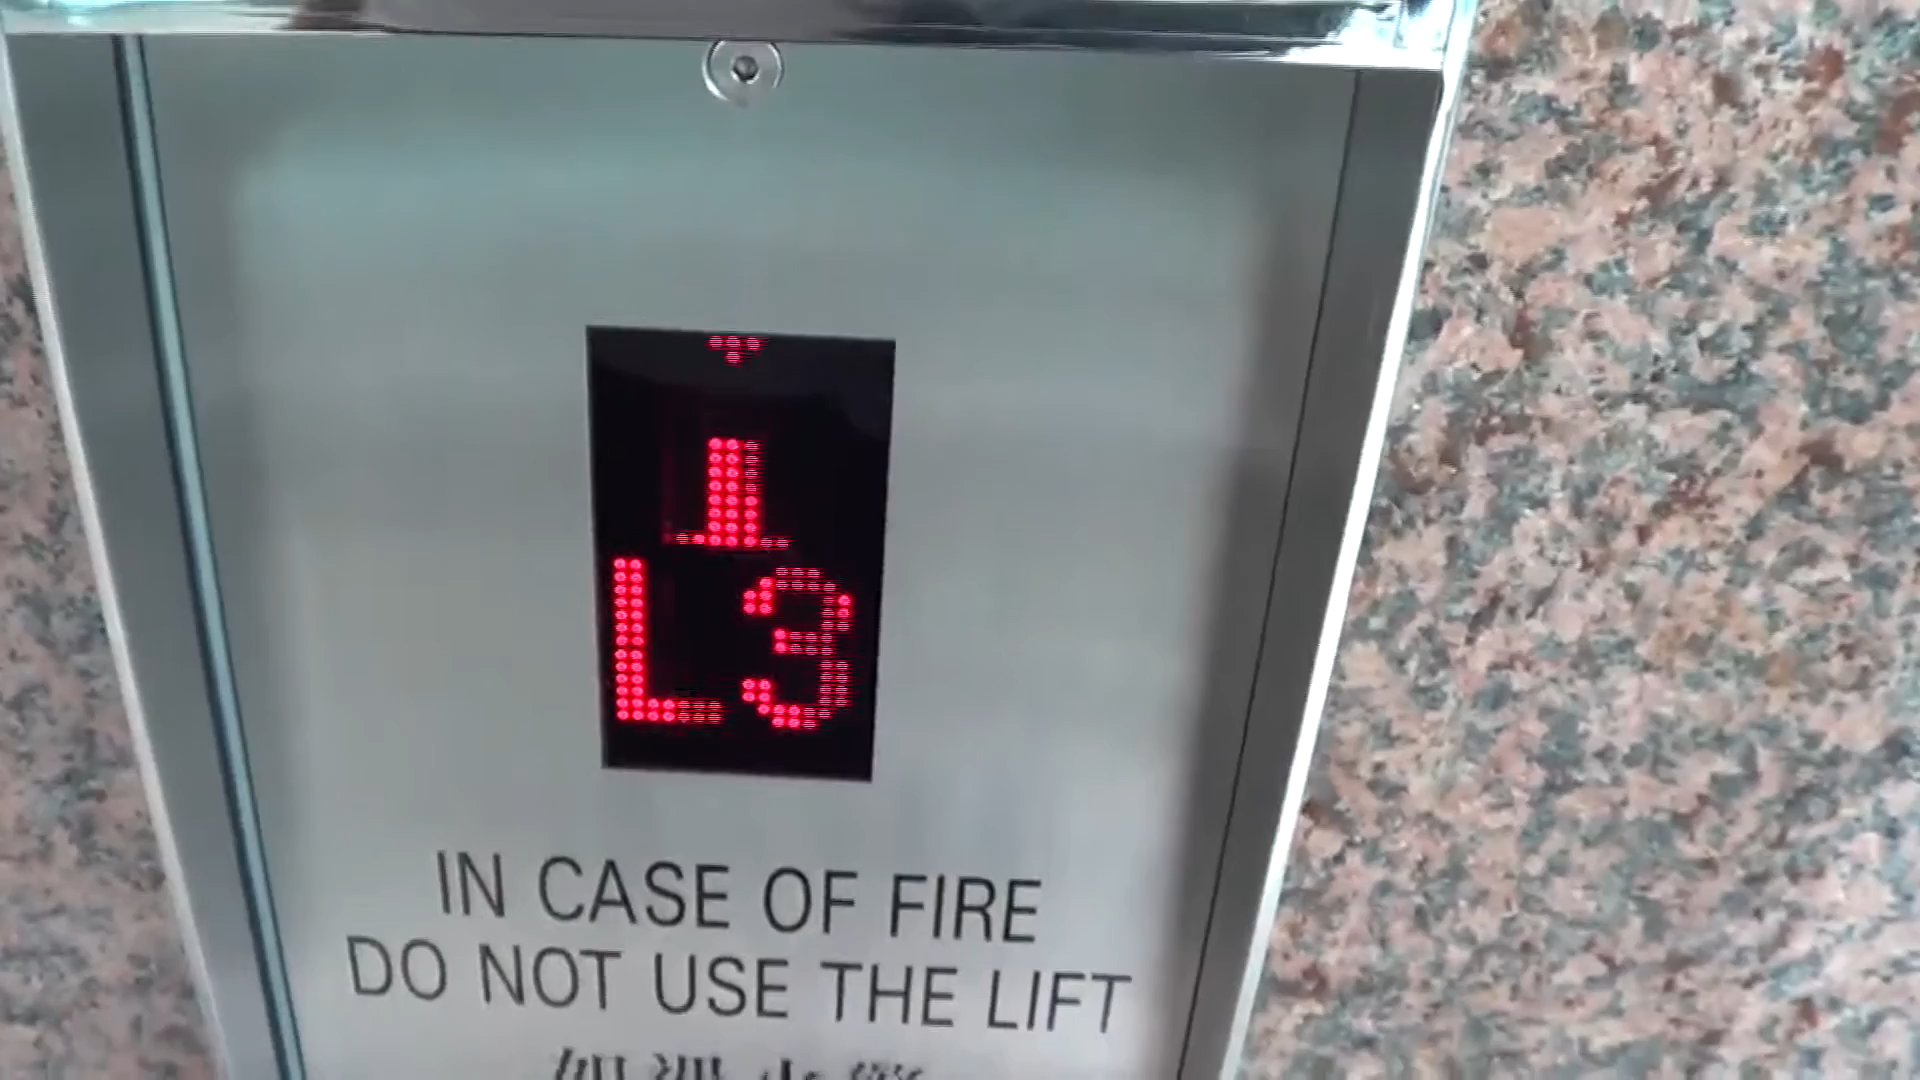 L3
IN CASE OF FIRE
DO NOT USE THE LIFT